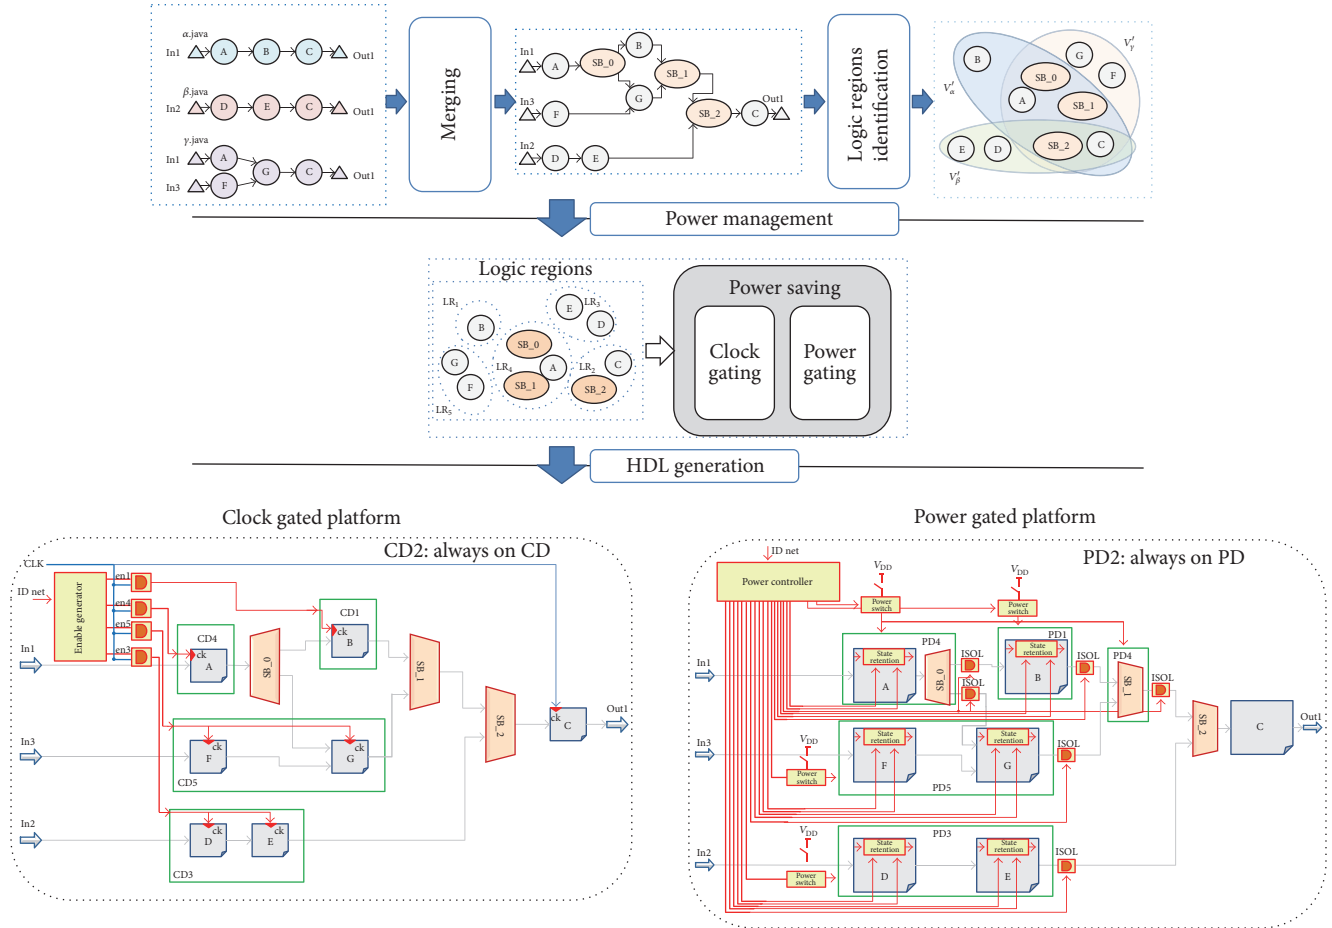 α.java
In1
A
B
C
Out1
β.java
In2
D
E
C
Out1
γ.java
In1
A
G
C
Out1
In3
F
Merging
In1
A
SB_0
B
SB_1
In3
F
G
SB_2
C
Out1
In2
D
E
Logic regions
identification
B
G
V′γ
F
SB_0
V′α
A
SB_1
E
D
SB_2
C
V′β
Power management
Logic regions
LR1
B
E
LR3
D
SB_0
G
A
C
LR4
LR2
F
SB_1
SB_2
LR5
Power saving
Clock
gating
Power
gating
HDL generation
Clock gated platform
CD2: always on CD
CLK
ID net
Enable generator
en1
en4
en5
en3
CD1
ck
B
CD4
ck
A
In1
SB_0
SB_1
SB_2
ck
C
Out1
In3
ck
F
ck
G
CD5
In2
ck
D
ck
E
CD3
Power gated platform
PD2: always on PD
ID net
Power controller
VDD
Power
switch
VDD
Power
switch
PD4
State
retention
A
In1
SB_0
ISOL
ISOL
PD1
State
retention
B
ISOL
PD4
SB_1
ISOL
SB_2
C
Out1
In3
VDD
Power
switch
State
retention
F
State
retention
G
ISOL
PD5
In2
VDD
Power
switch
PD3
State
retention
D
State
retention
E
ISOL